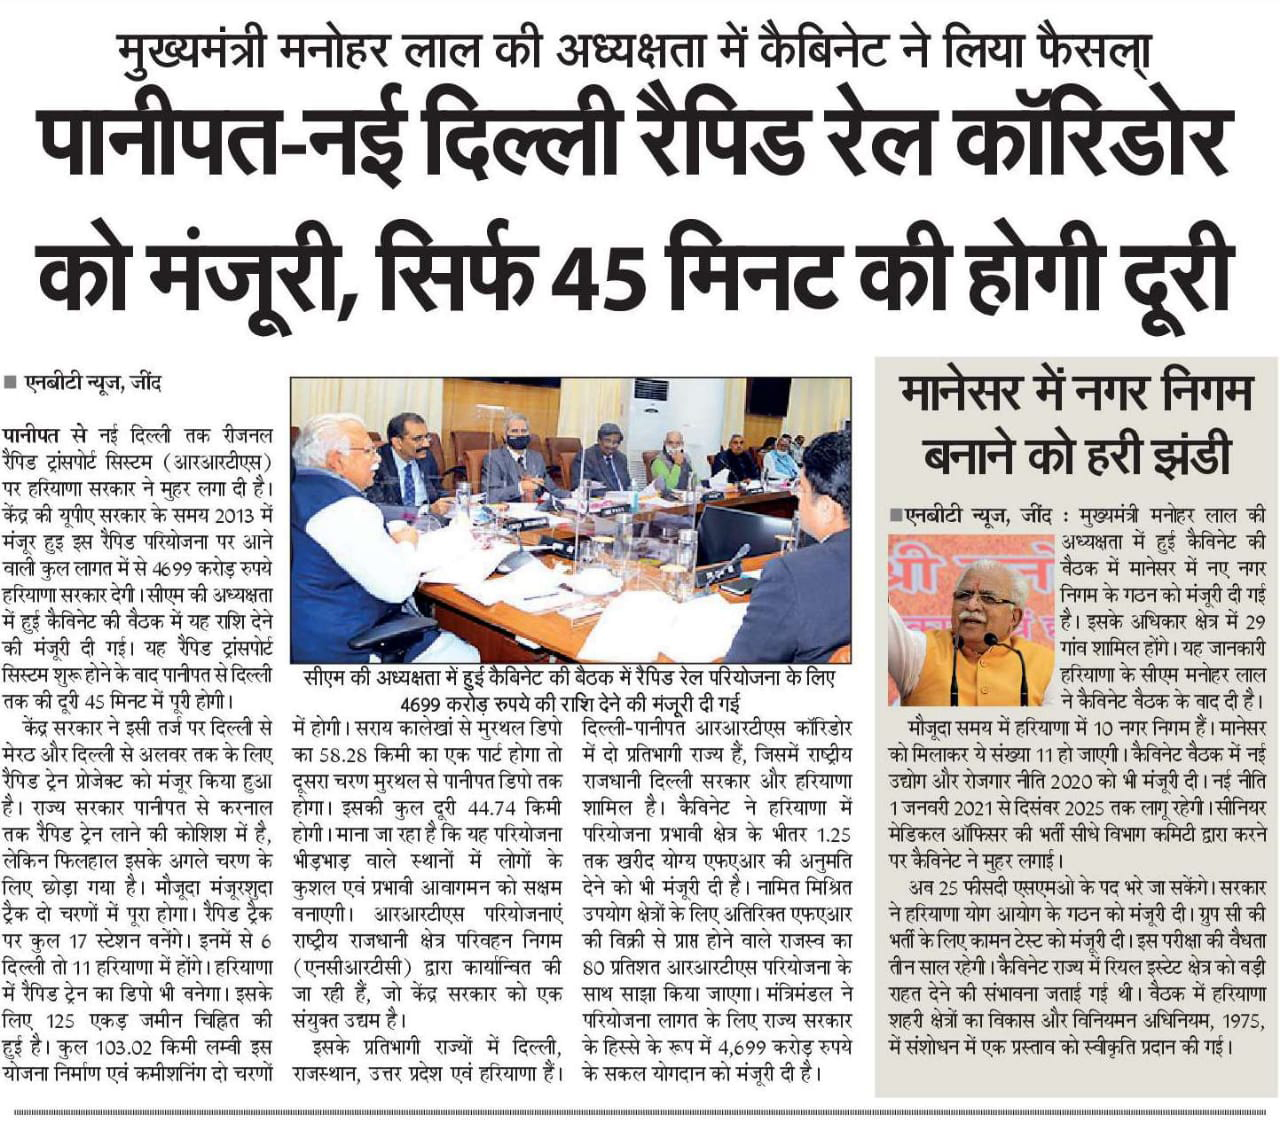 मुख्यमंत्री मनोहर लाल की अध्यक्षता में कैबिनेट ने लिया फैसला
पानीपत-नई दिल्ली रैपिड रेल कॉरिडोर
को मंजूरी, सिर्फ 45 मिनट की होगी दूरी
■ एनबीटी न्यूज, जींद
पानीपत से नई दिल्ली तक रीजनल
रैपिड ट्रांसपोर्ट सिस्टम (आरआरटीएस)
पर हरियाणा सरकार ने मुहर लगा दी है।
केंद्र की यूपीए सरकार के समय 2013 में
मंजूर हुइ इस रैपिड परियोजना पर आने
वाली कुल लागत में से 4699 करोड़ रुपये
हरियाणा सरकार देगी। सीएम की अध्यक्षता
में हुई कैबिनेट की बैठक में यह राशि देने
की मंजूरी दी गई। यह रैपिड ट्रांसपोर्ट
सिस्टम शुरू होने के बाद पानीपत से दिल्ली
तक की दूरी 45 मिनट में पूरी होगी।
केंद्र सरकार ने इसी तर्ज पर दिल्ली से
मेरठ और दिल्ली से अलवर तक के लिए
रैपिड ट्रेन प्रोजेक्ट को मंजूर किया हुआ
है। राज्य सरकार पानीपत से करनाल
तक रैपिड ट्रेन लाने की कोशिश में है,
लेकिन फिलहाल इसके अगले चरण के
लिए छोड़ा गया है। मौजूदा मंजूरशुदा
ट्रैक दो चरणों में पूरा होगा। रैपिड ट्रैक
पर कुल 17 स्टेशन बनेंगे। इनमें से 6
दिल्ली तो 11 हरियाणा में होंगे। हरियाणा
में रैपिड ट्रेन का डिपो भी बनेगा। इसके
लिए 125 एकड़ जमीन चिह्नित की
हुई है। कुल 103.02 किमी लम्बी इस
योजना निर्माण एवं कमीशनिंग दो चरणों
सीएम की अध्यक्षता में हुई कैबिनेट की बैठक में रैपिड रेल परियोजना के लिए
4699 करोड़ रुपये की राशि देने की मंजूरी दी गई
में होगी। सराय कालेखां से मुरथल डिपो
का 58.28 किमी का एक पार्ट होगा तो
दूसरा चरण मुरथल से पानीपत डिपो तक
होगा। इसकी कुल दूरी 44.74 किमी
होगी। माना जा रहा है कि यह परियोजना
भीड़भाड़ वाले स्थानों में लोगों के
कुशल एवं प्रभावी आवागमन को सक्षम
वनाएगी। आरआरटीएस परियोजनाएं
राष्ट्रीय राजधानी क्षेत्र परिवहन निगम
(एनसीआरटीसी) द्वारा कार्यान्वित की
जा रही हैं, जो केंद्र सरकार को एक
संयुक्त उद्यम है।
इसके प्रतिभागी राज्यों में दिल्ली,
राजस्थान, उत्तर प्रदेश एवं हरियाणा हैं।
दिल्ली-पानीपत आरआरटीएस कॉरिडोर
में दो प्रतिभागी राज्य हैं, जिसमें राष्ट्रीय
राजधानी दिल्ली सरकार और हरियाणा
शामिल है। कैविनेट ने हरियाणा में
परियोजना प्रभावी क्षेत्र के भीतर 1.25
तक खरीद योग्य एफएआर की अनुमति
देने को भी मंजूरी दी है। नामित मिश्रित
उपयोग क्षेत्रों के लिए अतिरिक्त एफएआर
की विक्री से प्राप्त होने वाले राजस्व का
80 प्रतिशत आरआरटीएस परियोजना के
साथ साझा किया जाएगा। मंत्रिमंडल ने
परियोजना लागत के लिए राज्य सरकार
के हिस्से के रूप में 4,699 करोड़ रुपये
के सकल योगदान को मंजूरी दी है।
मानेसर में नगर निगम
बनाने को हरी झंडी
■एनबीटी न्यूज, जींद : मुख्यमंत्री मनोहर लाल की
अध्यक्षता में हुई कैविनेट की
बैठक में मानेसर में नए नगर
निगम के गठन को मंजूरी दी गई
है। इसके अधिकार क्षेत्र में 29
गांव शामिल होंगे। यह जानकारी
हरियाणा के सीएम मनोहर लाल
ने कैविनेट वैठक के वाद दी है।
मौजूदा समय में हरियाणा में 10 नगर निगम हैं। मानेसर
को मिलाकर ये संख्या 11 हो जाएगी। कैविनेट वैठक में नई
उद्योग और रोजगार नीति 2020 को भी मंजूरी दी। नई नीति
1 जनवरी 2021 से दिसंवर 2025 तक लागू रहेगी। सीनियर
मेडिकल ऑफिसर की भर्ती सीधे विभाग कमिटी द्वारा करने
पर कैविनेट ने मुहर लगाई।
अव 25 फीसदी एसएमओ के पद भरे जा सकेंगे। सरकार
ने हरियाणा योग आयोग के गठन को मंजूरी दी। ग्रुप सी की
भर्ती के लिए कामन टेस्ट को मंजूरी दी। इस परीक्षा की वैधता
तीन साल रहेगी। कैविनेट राज्य में रियल इस्टेट क्षेत्र को वड़ी
राहत देने की संभावना जताई गई थी। वैठक में हरियाणा
शहरी क्षेत्रों का विकास और विनियमन अधिनियम, 1975,
में संशोधन में एक प्रस्ताव को स्वीकृति प्रदान की गई।